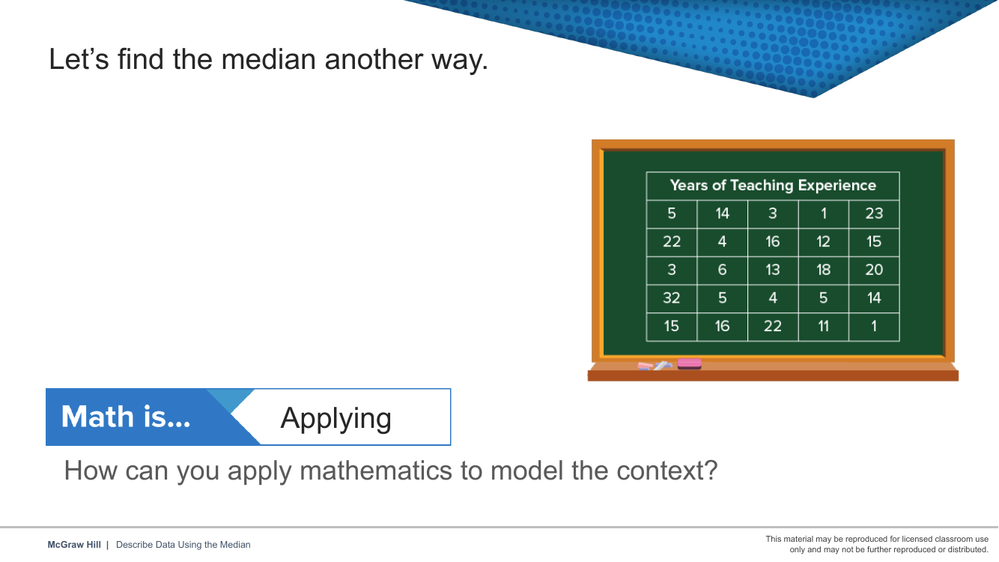 Let’s find the median another way.
Years of Teaching Experience
5 14 3 1 23
22 4 16 12 15
3 6 13 18 20
32 5 4 5 14
15 16 22 11 1
Math is... Applying
How can you apply mathematics to model the context?
McGraw Hill | Describe Data Using the Median
This material may be reproduced for licensed classroom use
only and may not be further reproduced or distributed.